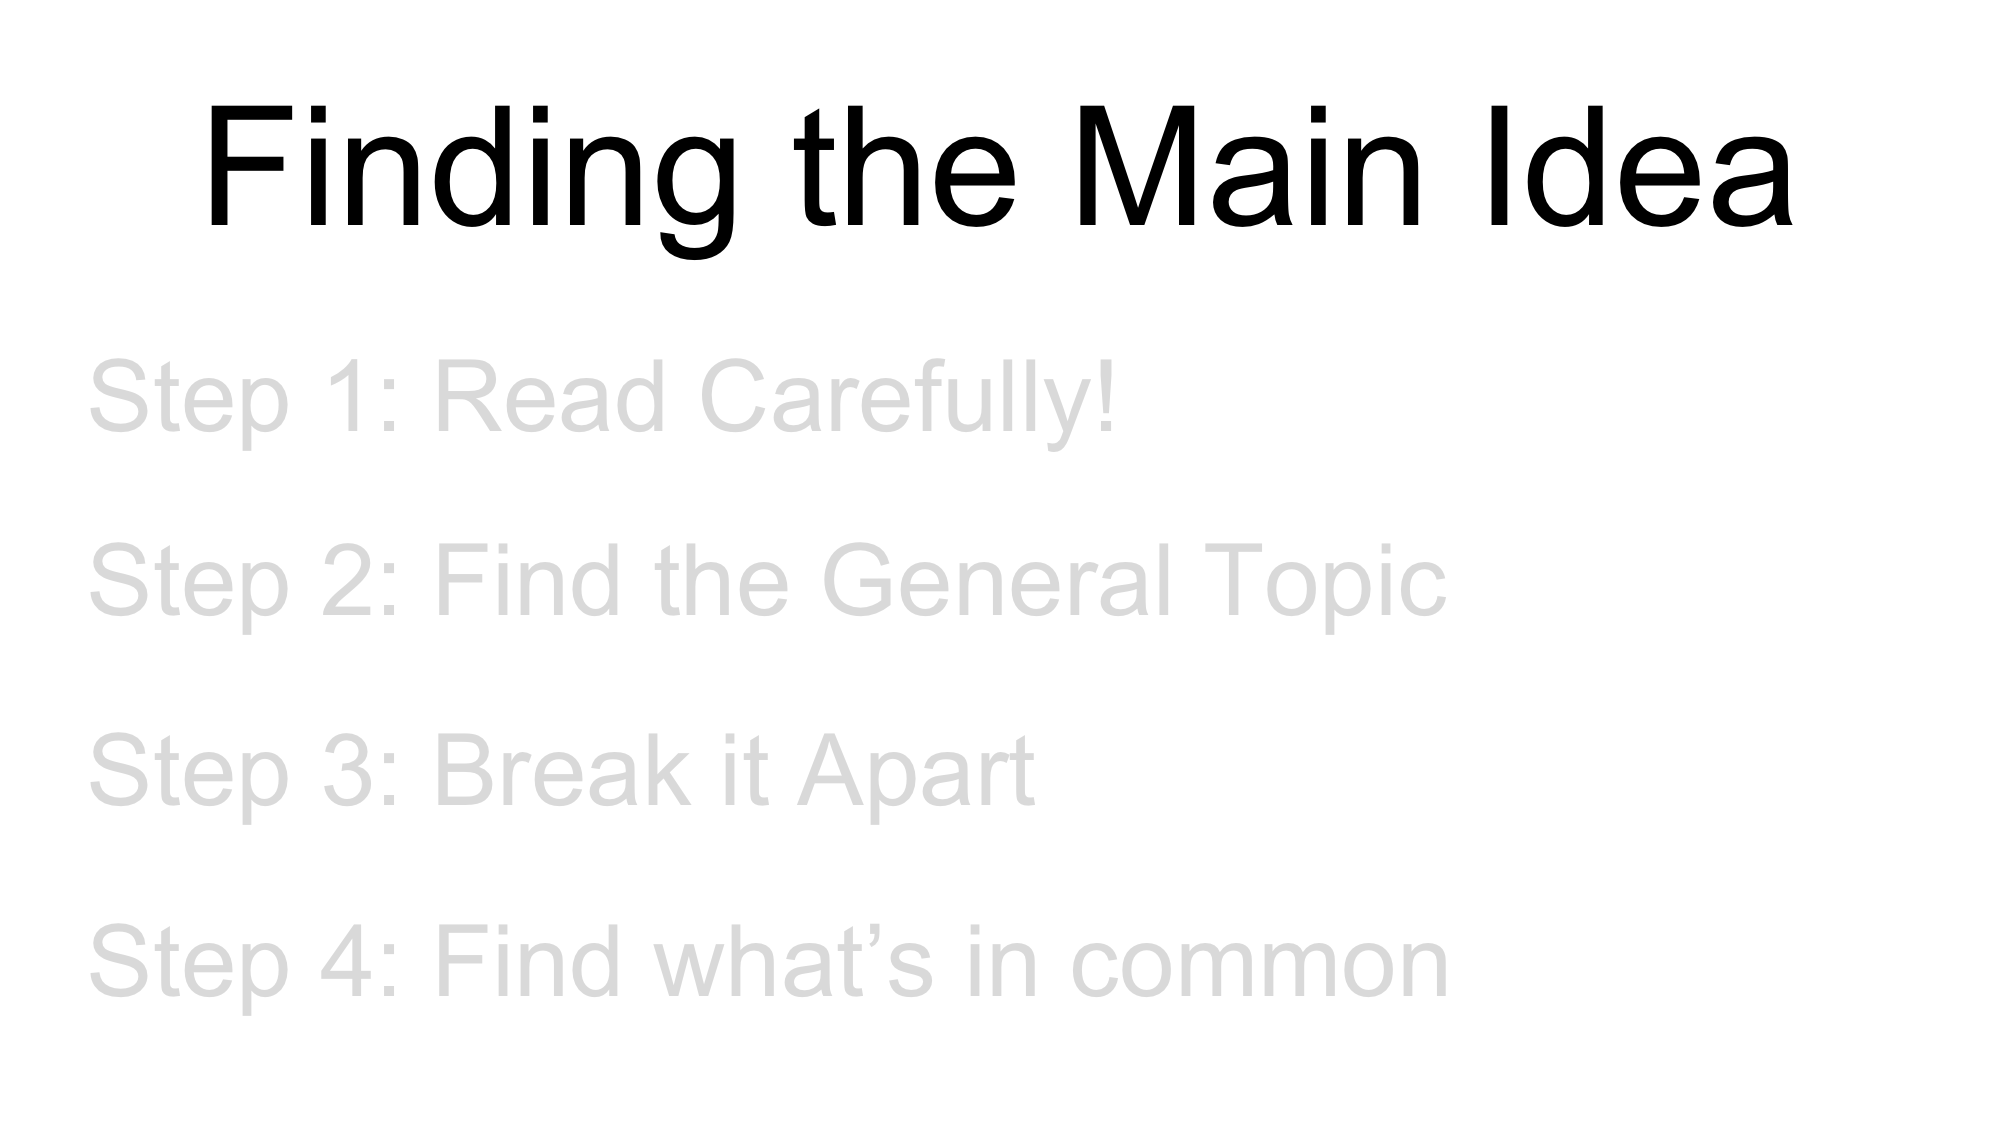 Finding the Main Idea
Step 1: Read Carefully!
Step 2: Find the General Topic
Step 3: Break it Apart
Step 4: Find what’s in common